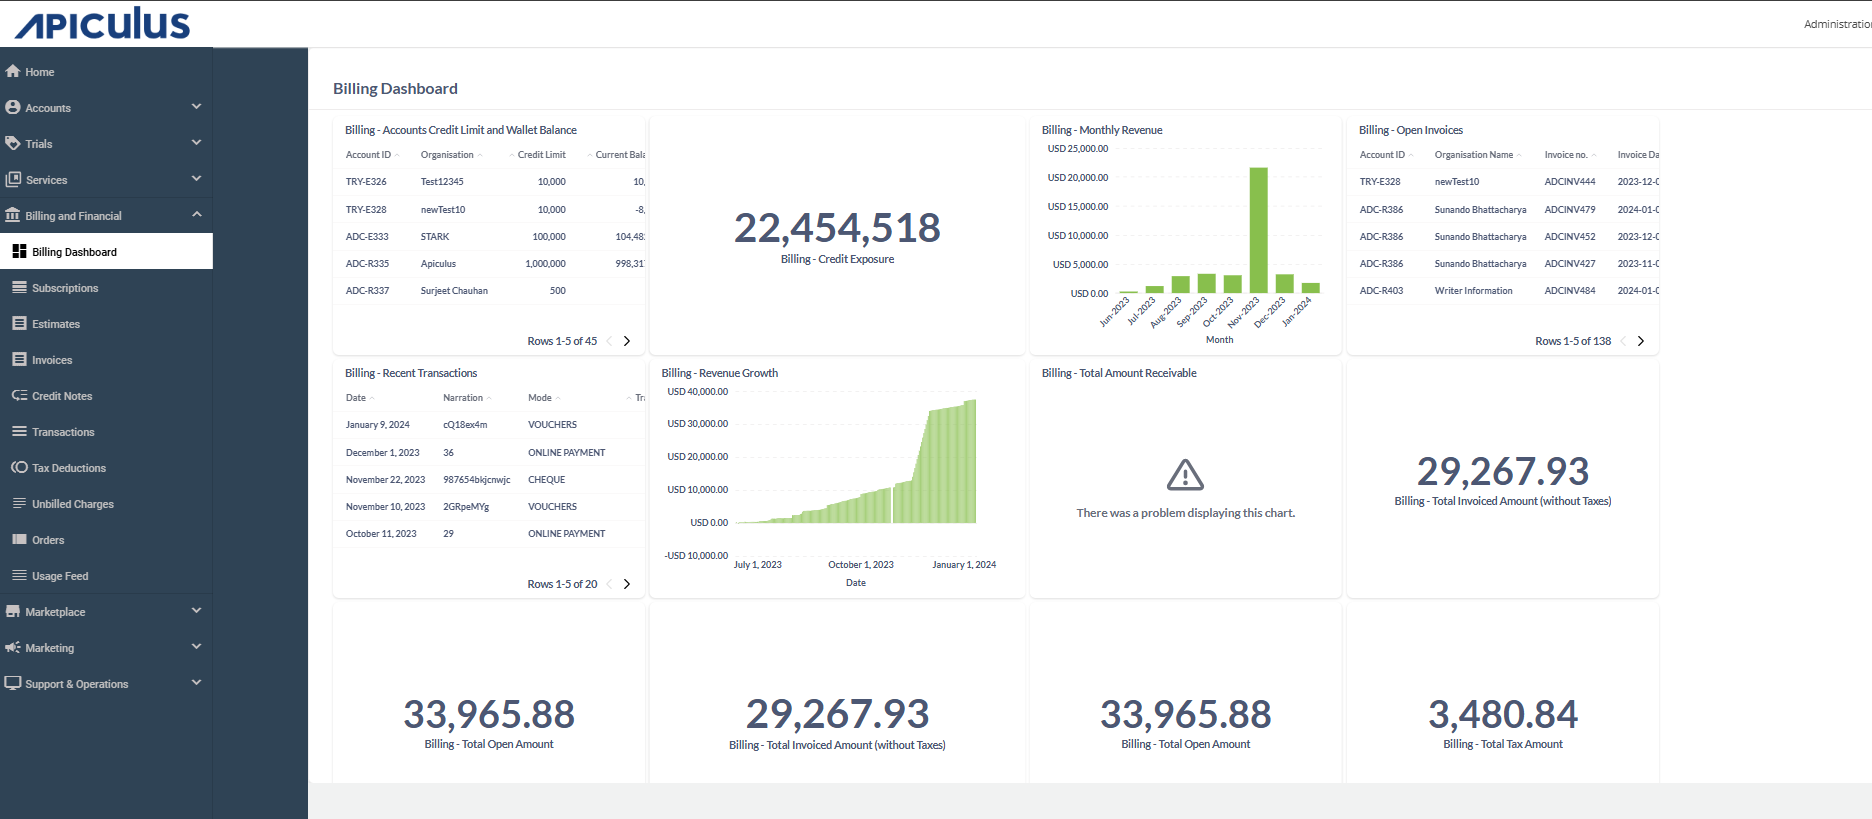 APICULUS
Administration
Home
Accounts
Trials
Services
Billing and Financial
Billing Dashboard
Subscriptions
Estimates
Invoices
Credit Notes
Transactions
Tax Deductions
Unbilled Charges
Orders
Usage Feed
Marketplace
Marketing
Support & Operations
Billing Dashboard
Billing - Accounts Credit Limit and Wallet Balance
Account ID Organisation Credit Limit Current Bala
TRY-E326 Test12345 10,000 10,
TRY-E328 newTest10 10,000 -8,
ADC-E333 STARK 100,000 104,48
ADC-R335 Apiculus 1,000,000 998,31
ADC-R337 Surjeet Chauhan 500
Rows 1-5 of 45
22,454,518
Billing - Credit Exposure
Billing - Monthly Revenue
USD 25,000.00
USD 20,000.00
USD 15,000.00
USD 10,000.00
USD 5,000.00
USD 0.00
Jun-2023 Jul-2023 Aug-2023 Sep-2023 Oct-2023 Nov-2023 Dec-2023 Jan-2024
Month
Billing - Open Invoices
Account ID Organisation Name Invoice no. Invoice Da
TRY-E328 newTest10 ADCINV444 2023-12-0
ADC-R386 Sunando Bhattacharya ADCINV479 2024-01-0
ADC-R386 Sunando Bhattacharya ADCINV452 2023-12-0
ADC-R386 Sunando Bhattacharya ADCINV427 2023-11-0
ADC-R403 Writer Information ADCINV484 2024-01-0
Rows 1-5 of 138
Billing - Recent Transactions
Date Narration Mode Tr
January 9, 2024 cQ18ex4m VOUCHERS
December 1, 2023 36 ONLINE PAYMENT
November 22, 2023 987654bkjcnwjc CHEQUE
November 10, 2023 2GRpeMYg VOUCHERS
October 11, 2023 29 ONLINE PAYMENT
Rows 1-5 of 20
Billing - Revenue Growth
USD 40,000.00
USD 30,000.00
USD 20,000.00
USD 10,000.00
USD 0.00
-USD 10,000.00
July 1, 2023 October 1, 2023 January 1, 2024
Date
Billing - Total Amount Receivable
There was a problem displaying this chart.
29,267.93
Billing - Total Invoiced Amount (without Taxes)
33,965.88
Billing - Total Open Amount
29,267.93
Billing - Total Invoiced Amount (without Taxes)
33,965.88
Billing - Total Open Amount
3,480.84
Billing - Total Tax Amount